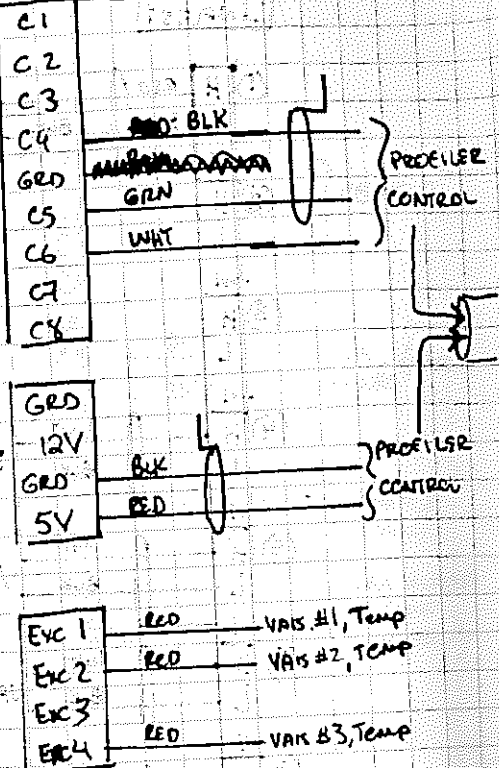 C1
C2
C3
C4 BLK
GRD
C5 GRN
C6 WHT
C7
C8
PROFILER
CONTROL
GRD
12V
GRD BLK
5V RED
PROFILER
CONTROL
Exc 1 RED VAIS #1, Temp
Exc 2 RED VAIS #2, Temp
Exc 3
Exc 4 RED VAIS #3, Temp